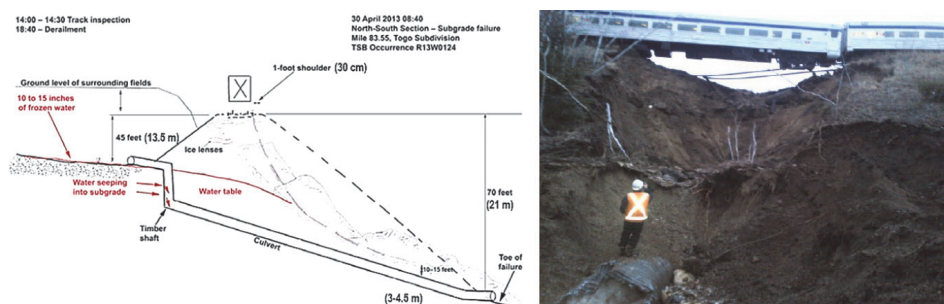 14:00 – 14:30 Track inspection
18:40 – Derailment
30 April 2013 08:40
North-South Section – Subgrade failure
Mile 83.55, Togo Subdivision
TSB Occurrence R13W0124
1-foot shoulder (30 cm)
Ground level of surrounding fields
10 to 15 inches
of frozen water
45 feet (13.5 m)
Ice lenses
Water seeping
into subgrade
Water table
70 feet
(21 m)
Timber
shaft
Culvert
10–15 feet
(3-4.5 m)
Toe of
failure